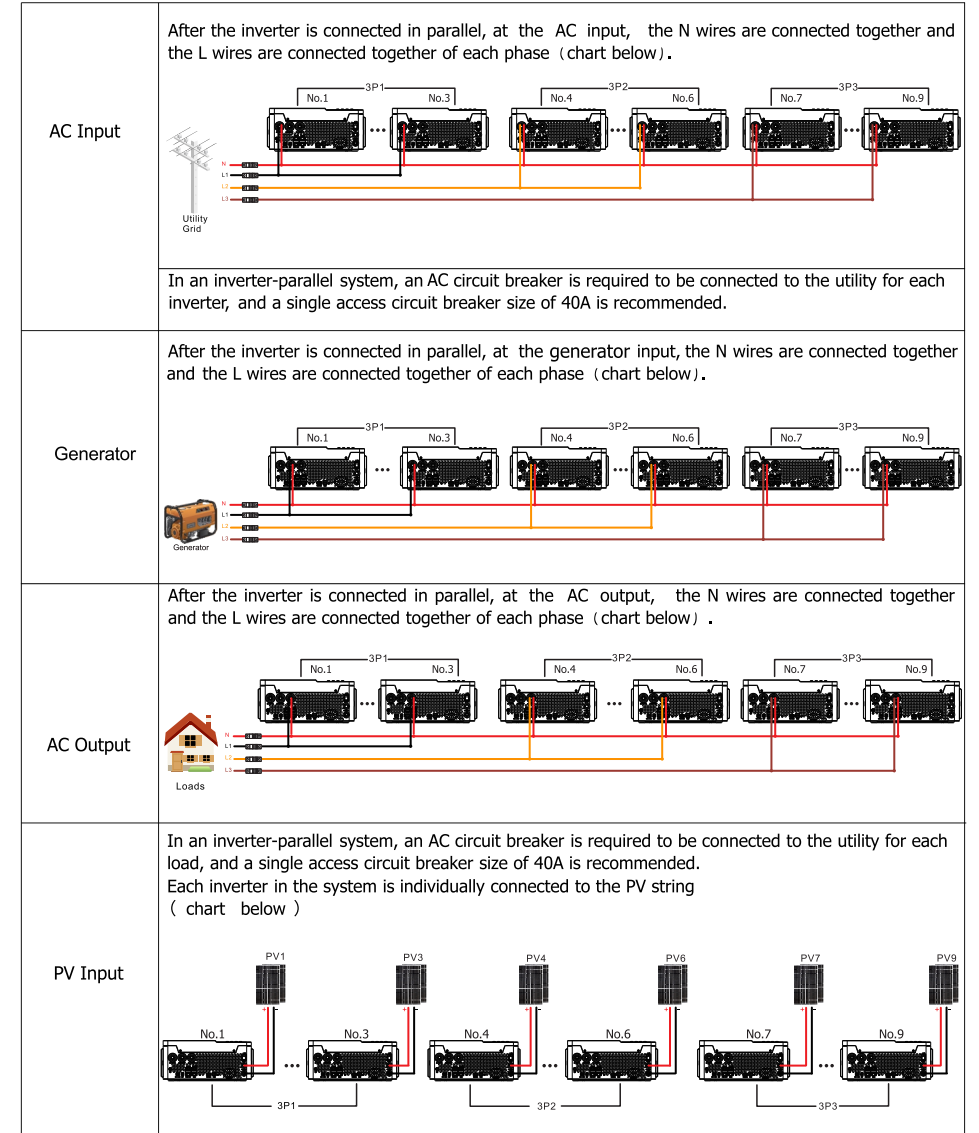 After the inverter is connected in parallel, at the AC input, the N wires are connected together and
the L wires are connected together of each phase (chart below).
3P1 3P2 3P3
No.1 No.3 No.4 No.6 No.7 No.9
AC Input
... ... ...
N
L1
L2
L3
Utility
Grid
In an inverter-parallel system, an AC circuit breaker is required to be connected to the utility for each
inverter, and a single access circuit breaker size of 40A is recommended.
After the inverter is connected in parallel, at the generator input, the N wires are connected together
and the L wires are connected together of each phase (chart below).
3P1 3P2 3P3
No.1 No.3 No.4 No.6 No.7 No.9
Generator
... ... ...
N
L1
L2
L3
Generator
After the inverter is connected in parallel, at the AC output, the N wires are connected together
and the L wires are connected together of each phase (chart below) .
3P1 3P2 3P3
No.1 No.3 No.4 No.6 No.7 No.9
... ... ...
AC Output
N
L1
L2
L3
Loads
In an inverter-parallel system, an AC circuit breaker is required to be connected to the utility for each
load, and a single access circuit breaker size of 40A is recommended.
Each inverter in the system is individually connected to the PV string
( chart below )
PV Input
PV1 PV3 PV4 PV6 PV7 PV9
+ − + − + − + − + − + −
No.1 No.3 No.4 No.6 No.7 No.9
... ... ...
3P1 3P2 3P3